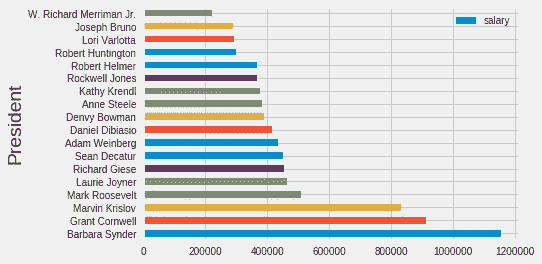 W. Richard Merriman Jr.
Joseph Bruno
Lori Varlotta
Robert Huntington
Robert Helmer
Rockwell Jones
Kathy Krendl
Anne Steele
Denvy Bowman
Daniel Dibiasio
Adam Weinberg
Sean Decatur
Richard Giese
Laurie Joyner
Mark Roosevelt
Marvin Krislov
Grant Cornwell
Barbara Synder
President
salary
0 200000 400000 600000 800000 1000000 1200000